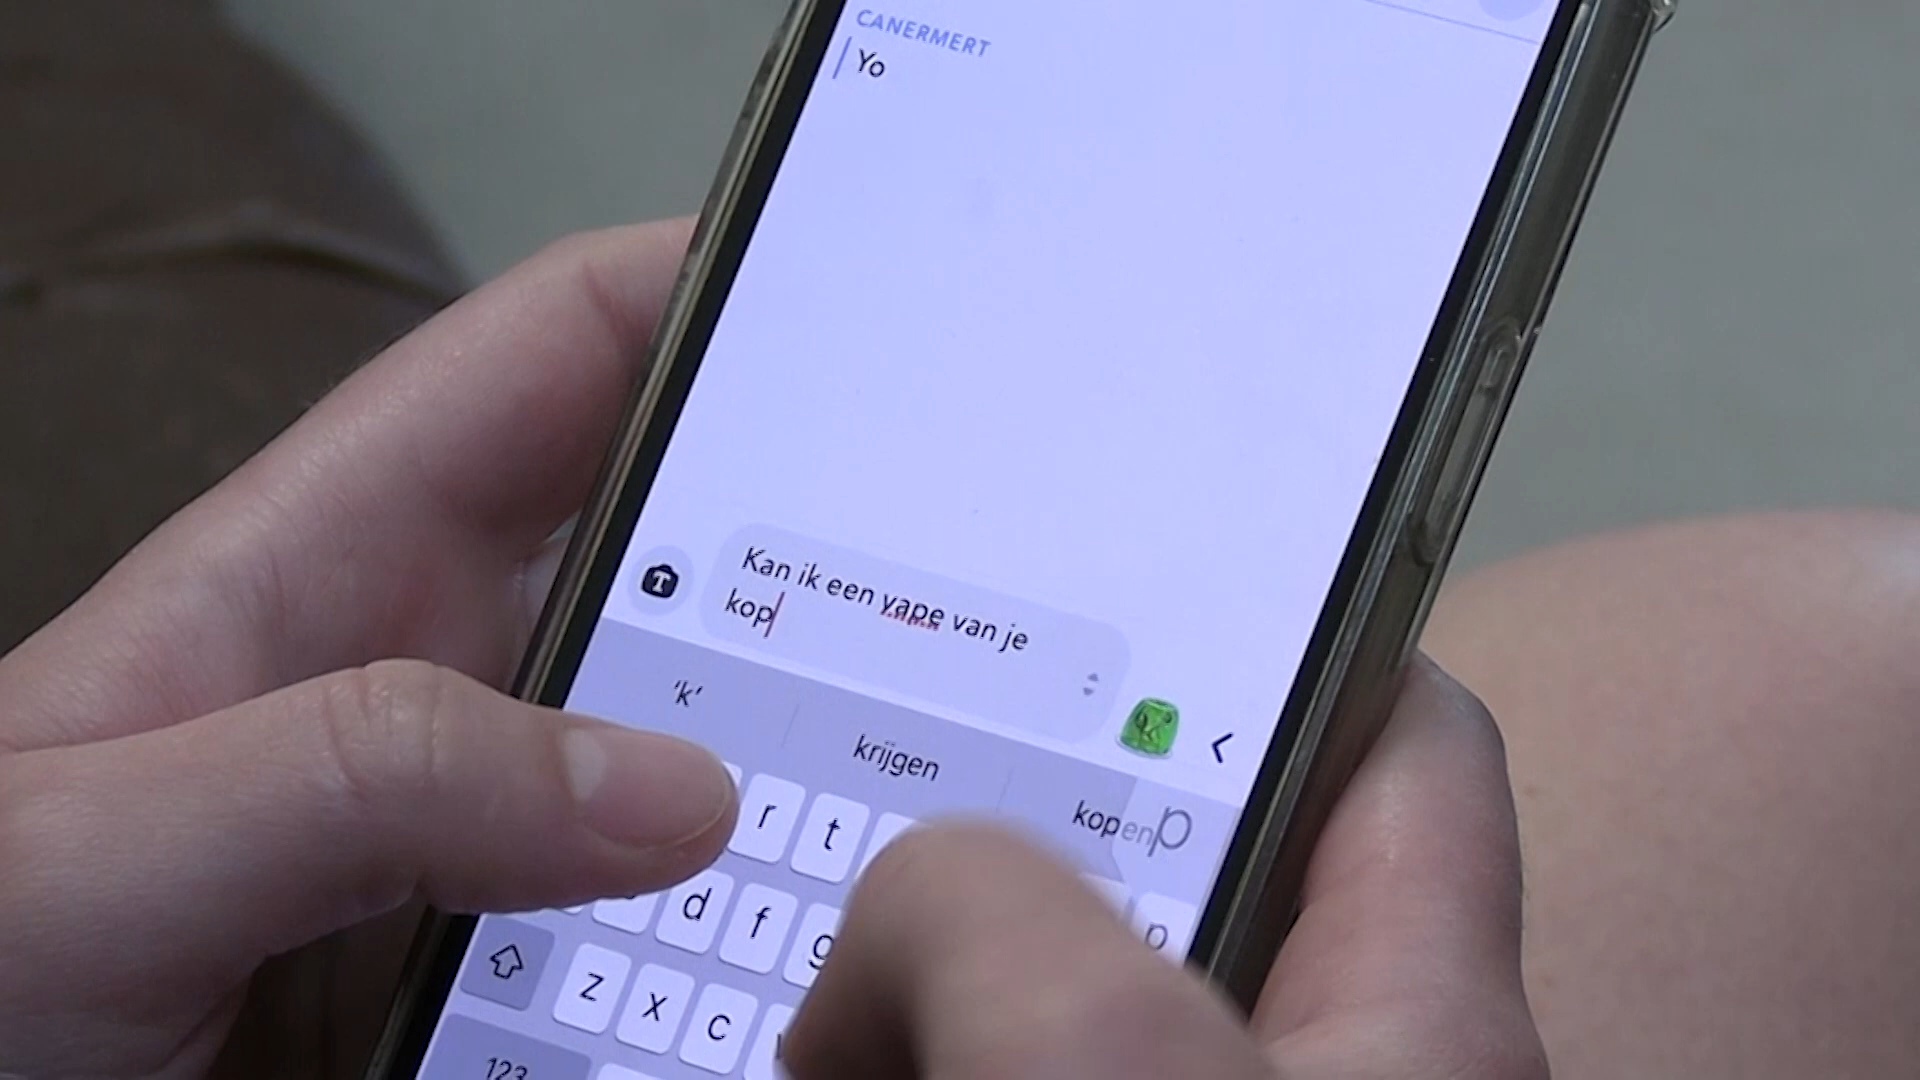 CANERMERT
Yo
Kan ik een vape van je
kop
'k'
krijgen
kopen
p
r
t
d
f
g
p
z
x
c
123